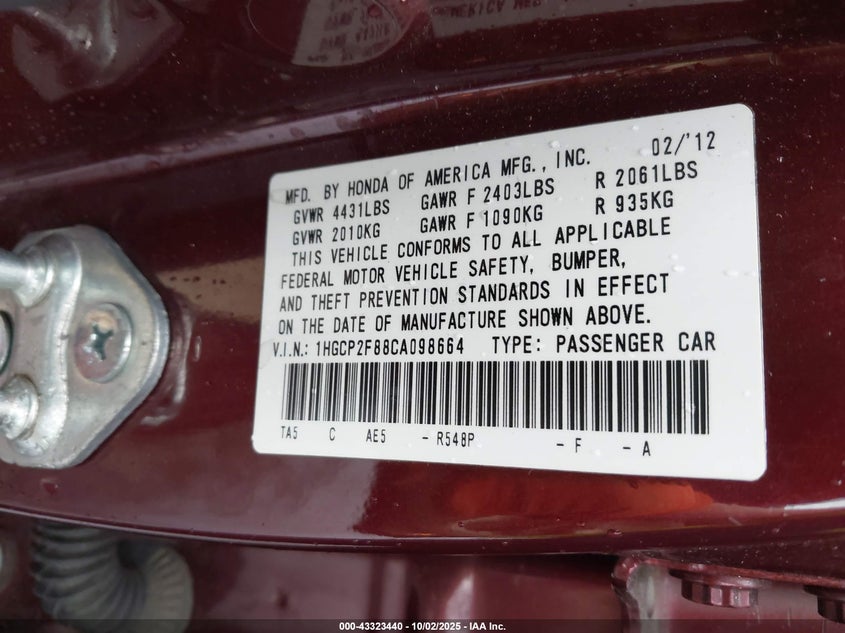 MFD. BY HONDA OF AMERICA MFG., INC. 02/'12
GVWR 4431LBS GAWR F 2403LBS R 2061LBS
GVWR 2010KG GAWR F 1090KG R 935KG
THIS VEHICLE CONFORMS TO ALL APPLICABLE
FEDERAL MOTOR VEHICLE SAFETY, BUMPER,
AND THEFT PREVENTION STANDARDS IN EFFECT
ON THE DATE OF MANUFACTURE SHOWN ABOVE.
V.I.N.: 1HGCP2F88CA098664 TYPE: PASSENGER CAR
TA5 C AE5 - R548P - F - A
000-43323440 • 10/02/2025 • IAA Inc.